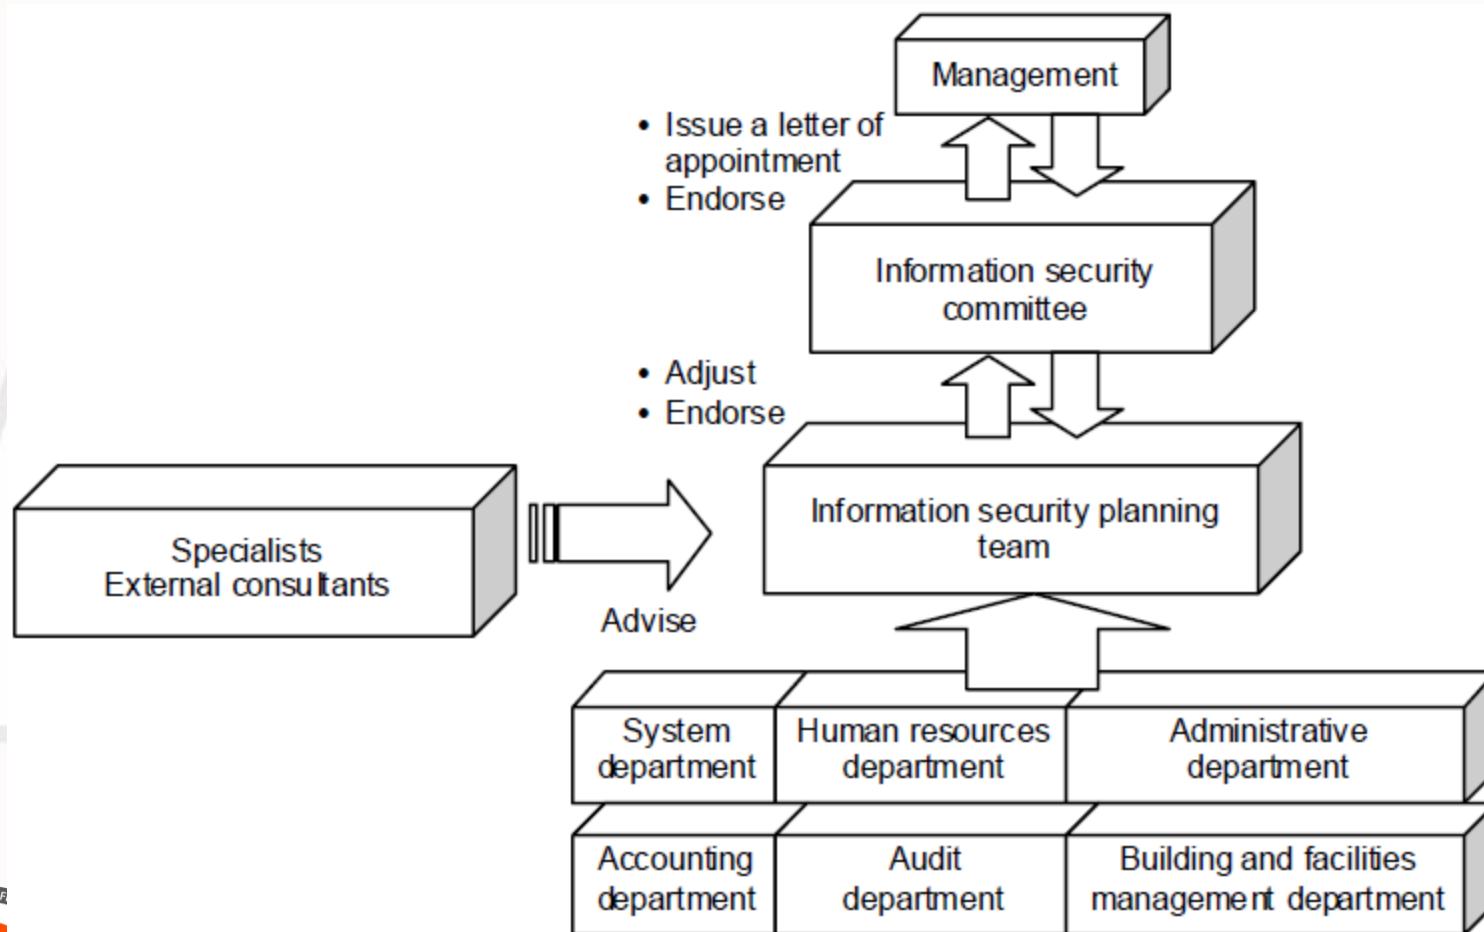 Management
• Issue a letter of
appointment
• Endorse
Information security
committee
• Adjust
• Endorse
Information security planning
team
Specialists
External consultants
Advise
System
department
Human resources
department
Administrative
department
Accounting
department
Audit
department
Building and facilities
management department